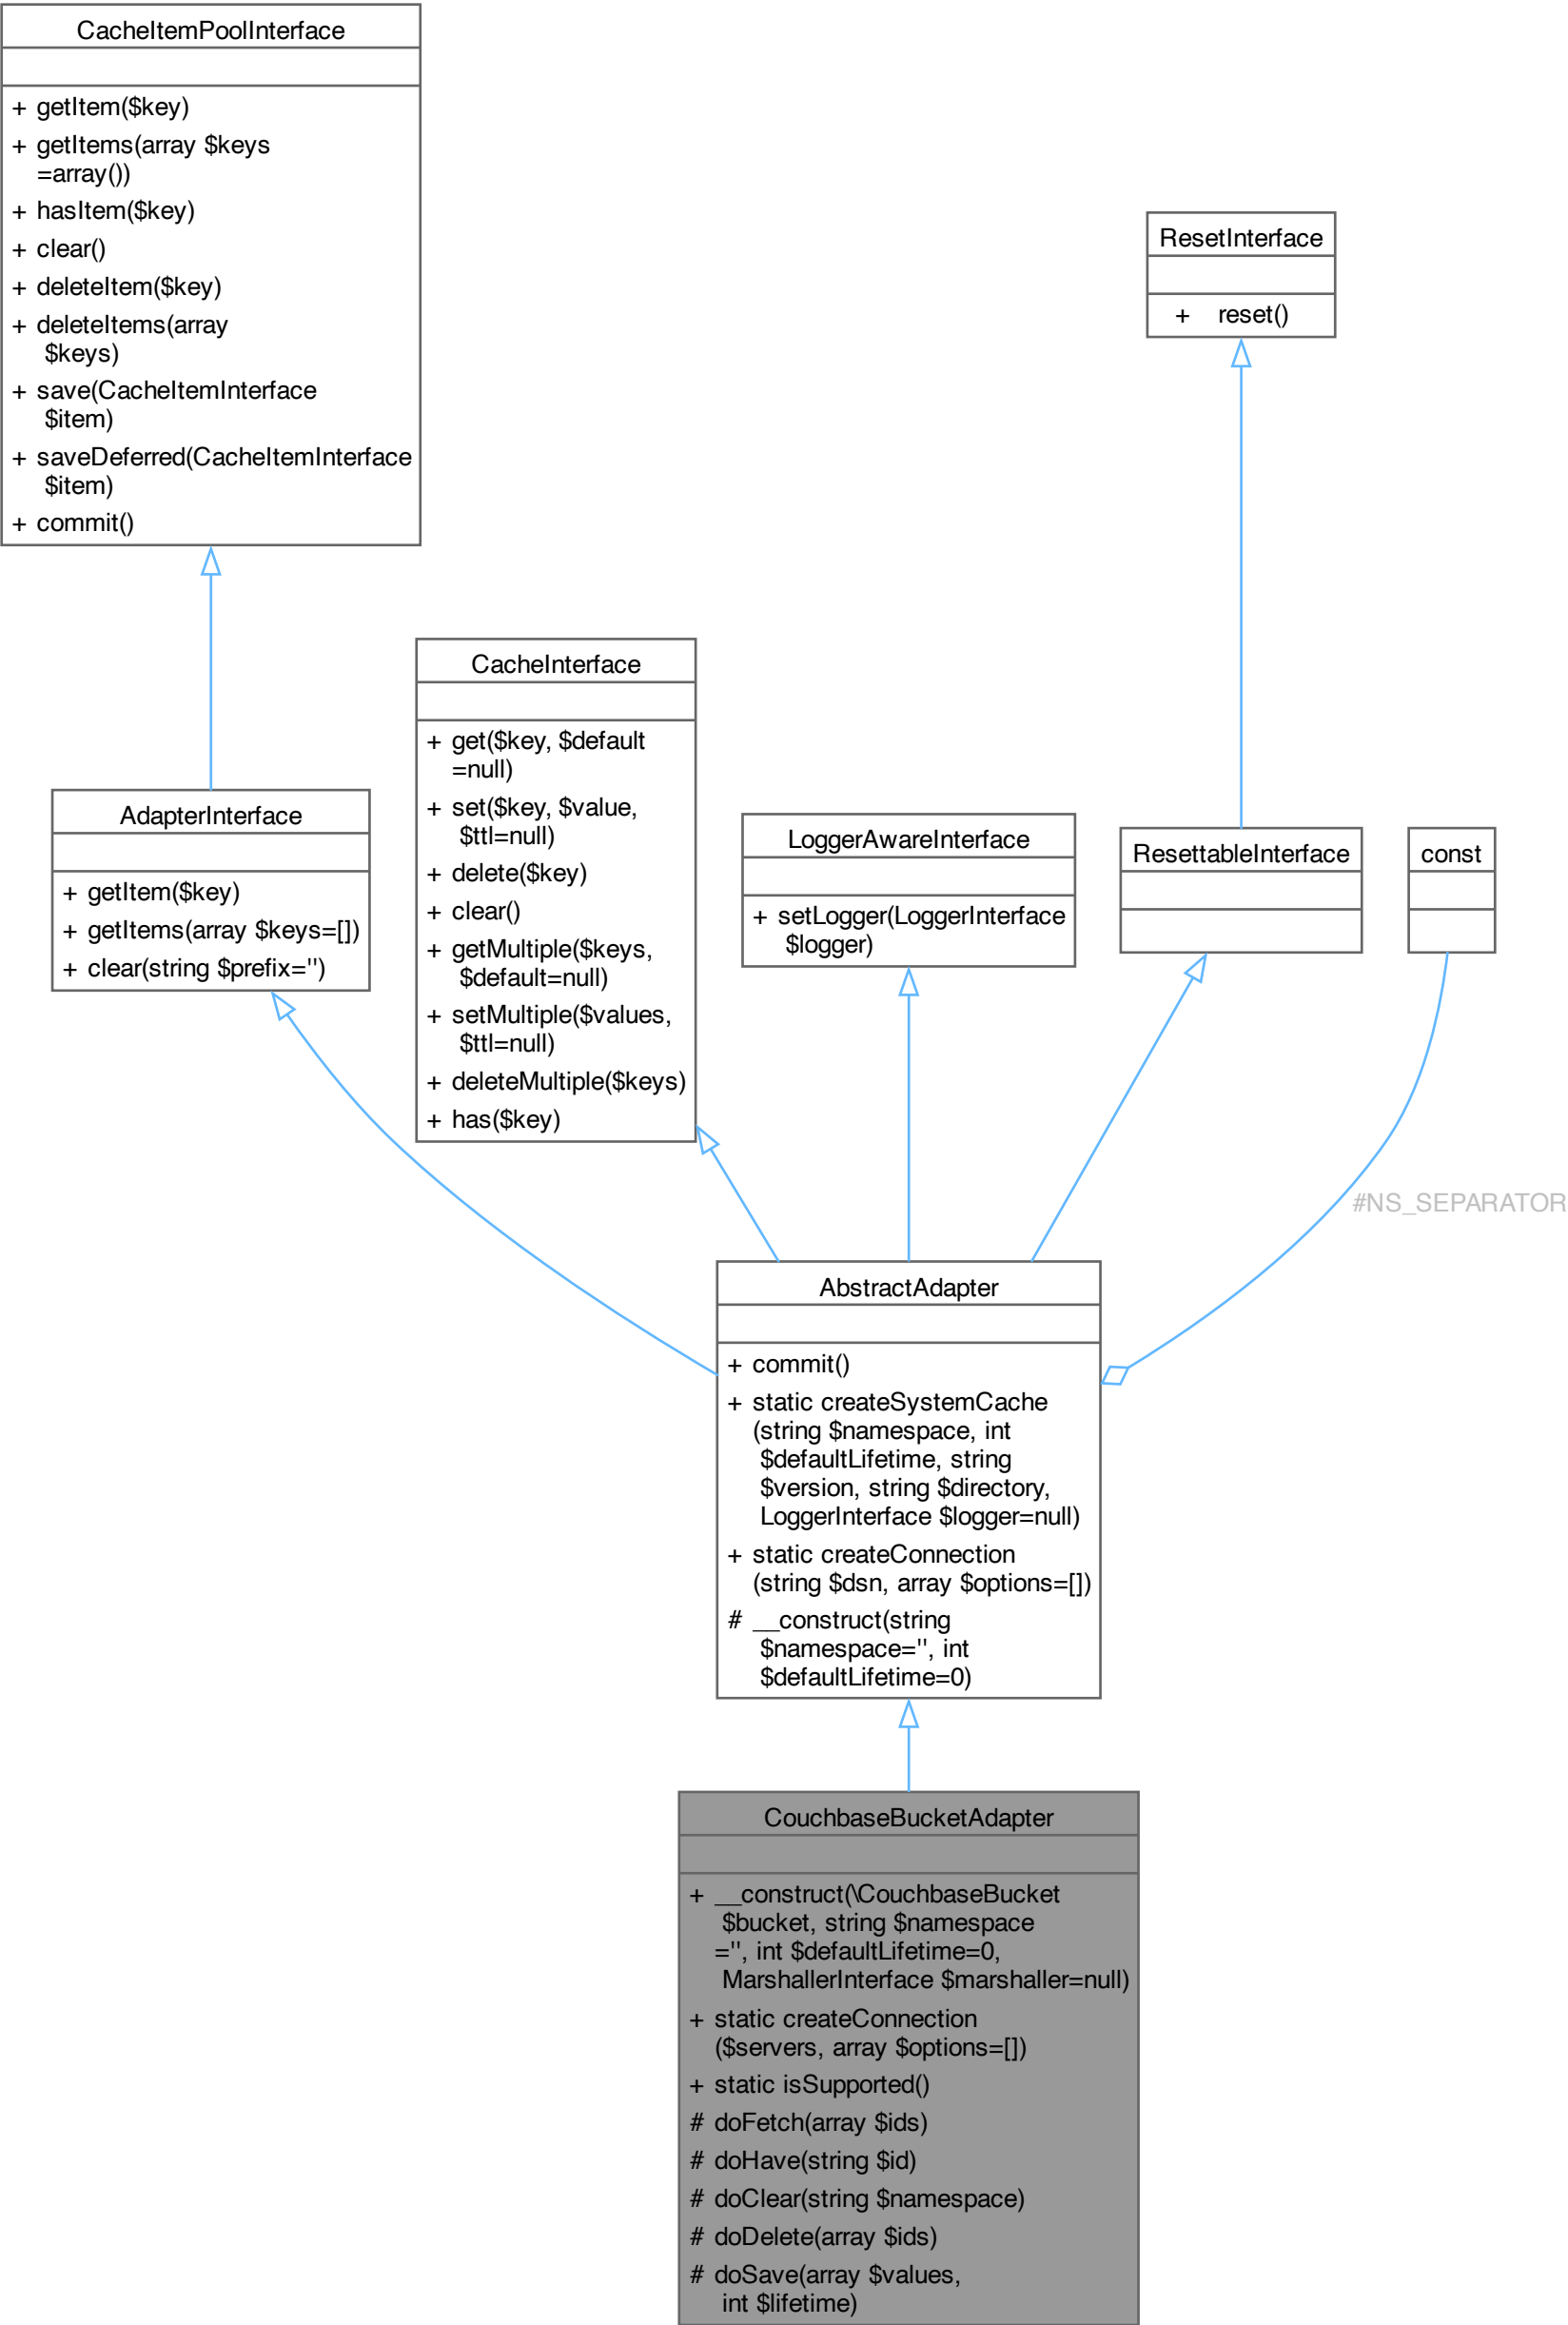 CacheItemPoolInterface
+ getItem($key)
+ getItems(array $keys
=array())
+ hasItem($key)
+ clear()
+ deleteItem($key)
+ deleteItems(array
$keys)
+ save(CacheItemInterface
$item)
+ saveDeferred(CacheItemInterface
$item)
+ commit()
ResetInterface
+ reset()
CacheInterface
+ get($key, $default
=null)
+ set($key, $value,
$ttl=null)
+ delete($key)
+ clear()
+ getMultiple($keys,
$default=null)
+ setMultiple($values,
$ttl=null)
+ deleteMultiple($keys)
+ has($key)
AdapterInterface
+ getItem($key)
+ getItems(array $keys=[])
+ clear(string $prefix='')
LoggerAwareInterface
+ setLogger(LoggerInterface
$logger)
ResettableInterface
const
#NS_SEPARATOR
AbstractAdapter
+ commit()
+ static createSystemCache
(string $namespace, int
$defaultLifetime, string
$version, string $directory,
LoggerInterface $logger=null)
+ static createConnection
(string $dsn, array $options=[])
# __construct(string
$namespace='', int
$defaultLifetime=0)
CouchbaseBucketAdapter
+ __construct(\CouchbaseBucket
$bucket, string $namespace
='', int $defaultLifetime=0,
MarshallerInterface $marshaller=null)
+ static createConnection
($servers, array $options=[])
+ static isSupported()
# doFetch(array $ids)
# doHave(string $id)
# doClear(string $namespace)
# doDelete(array $ids)
# doSave(array $values,
int $lifetime)